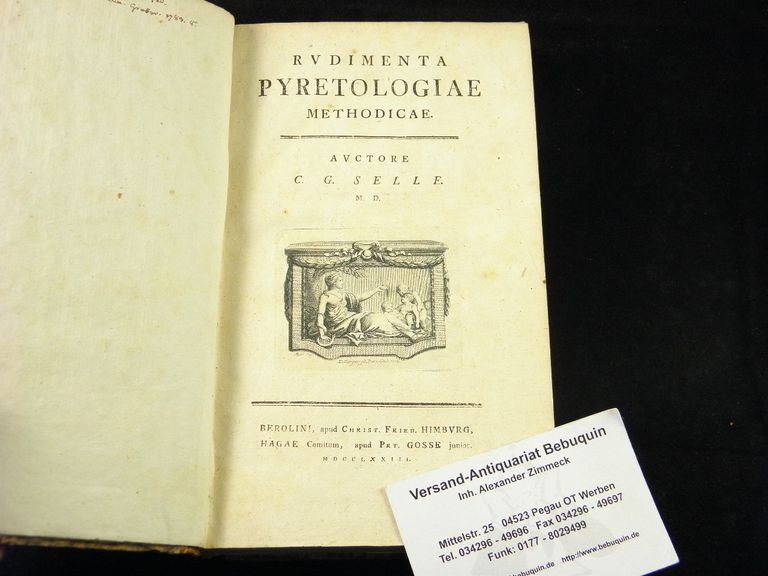 RVDIMENTA
PYRETOLOGIAE
METHODICAE.
AVCTORE
C. G. SELLE.
M. D.
BEROLINI, apud CHRIST. FRIED. HIMBVRG,
HAGAE Comitum, apud PET. GOSSE junior.
MDCCLXXIII.
Versand-Antiquariat Bebuquin
Inh. Alexander Zimmeck
Mittelstr. 25 04523 Pegau OT Werben
Tel. 034296 - 49696 Fax 034296 - 49697
Funk: 0177 - 8029499
bebuquin.de http://www.bebuquin.de